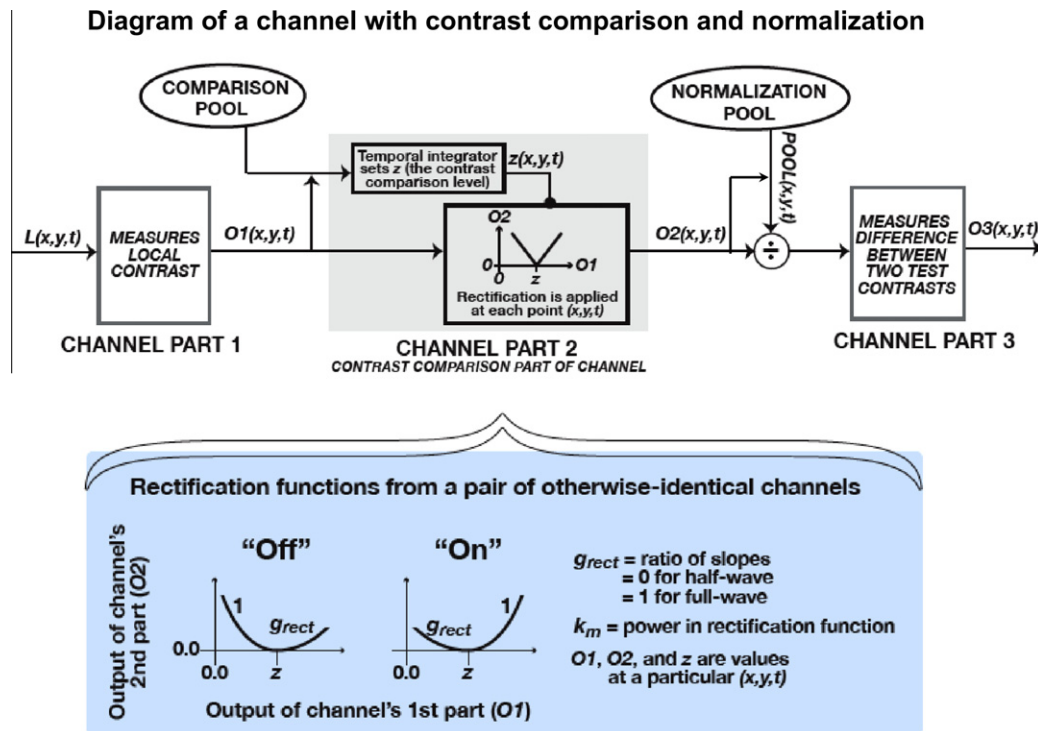 Diagram of a channel with contrast comparison and normalization
COMPARISON
POOL
NORMALIZATION
POOL
Temporal integrator
sets z (the contrast
comparison level)
z(x,y,t)
POOL(x,y,t)
L(x,y,t)
MEASURES
LOCAL
CONTRAST
O1(x,y,t)
O2
0
0
z
O1
Rectification is applied
at each point (x,y,t)
O2(x,y,t)
÷
MEASURES
DIFFERENCE
BETWEEN
TWO TEST
CONTRASTS
O3(x,y,t)
CHANNEL PART 1
CHANNEL PART 2
CONTRAST COMPARISON PART OF CHANNEL
CHANNEL PART 3
Rectification functions from a pair of otherwise-identical channels
Output of channel's
2nd part (O2)
"Off"
1
grect
0.0
0.0
z
"On"
grect
1
0.0
z
Output of channel's 1st part (O1)
grect = ratio of slopes
= 0 for half-wave
= 1 for full-wave
km = power in rectification function
O1, O2, and z are values
at a particular (x,y,t)